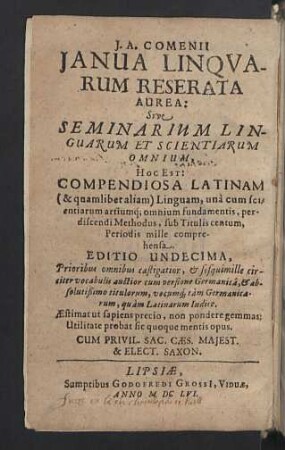 J. A. COMENII
JANUA LINQVA-
RUM RESERATA
AUREA:
Sive
SEMINARIUM LIN-
GUARUM ET SCIENTIARUM
OMNIUM,
HOC EST:
COMPENDIOSA LATINAM
(& quamlibet aliam) Linguam, unà cum sci-
entiarum artiumq; omnium fundamentis, per-
discendi Methodus, sub Titulis centum,
Periodis mille compre-
hensa.
EDITIO UNDECIMA,
Prioribus omnibus castigatior, & sesquimille cir-
citer vocabulis auctior cum versione Germanicâ, & ab-
solutissimo titulorum, vocumq; tàm Germanica-
rum, quàm Latinarum Indice.
Æstimat ut sapiens precio, non pondere gemmas:
Utilitate probat sic quoque mentis opus.
CUM PRIVIL. SAC. CÆS. MAJEST.
& ELECT. SAXON.
LIPSIÆ,
Sumptibus GODOFREDI GROSSI, VIDUÆ,
ANNO M DC LVI.